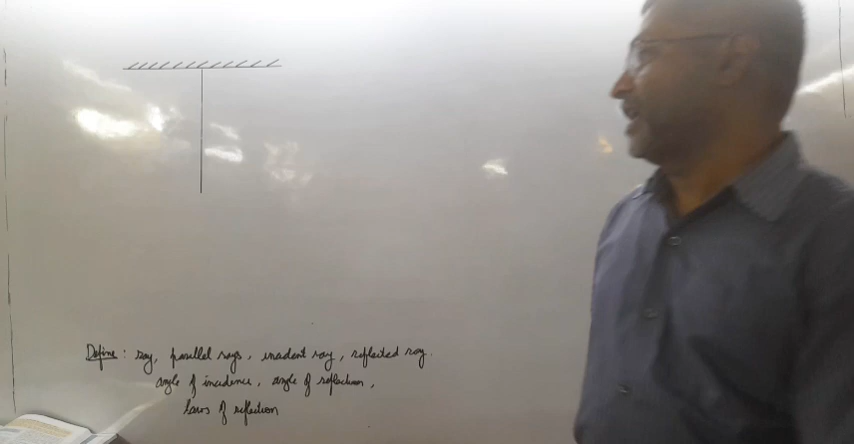 Define : ray, parallel rays, incident ray, reflected ray.
angle of incidence, angle of reflection,
laws of reflection